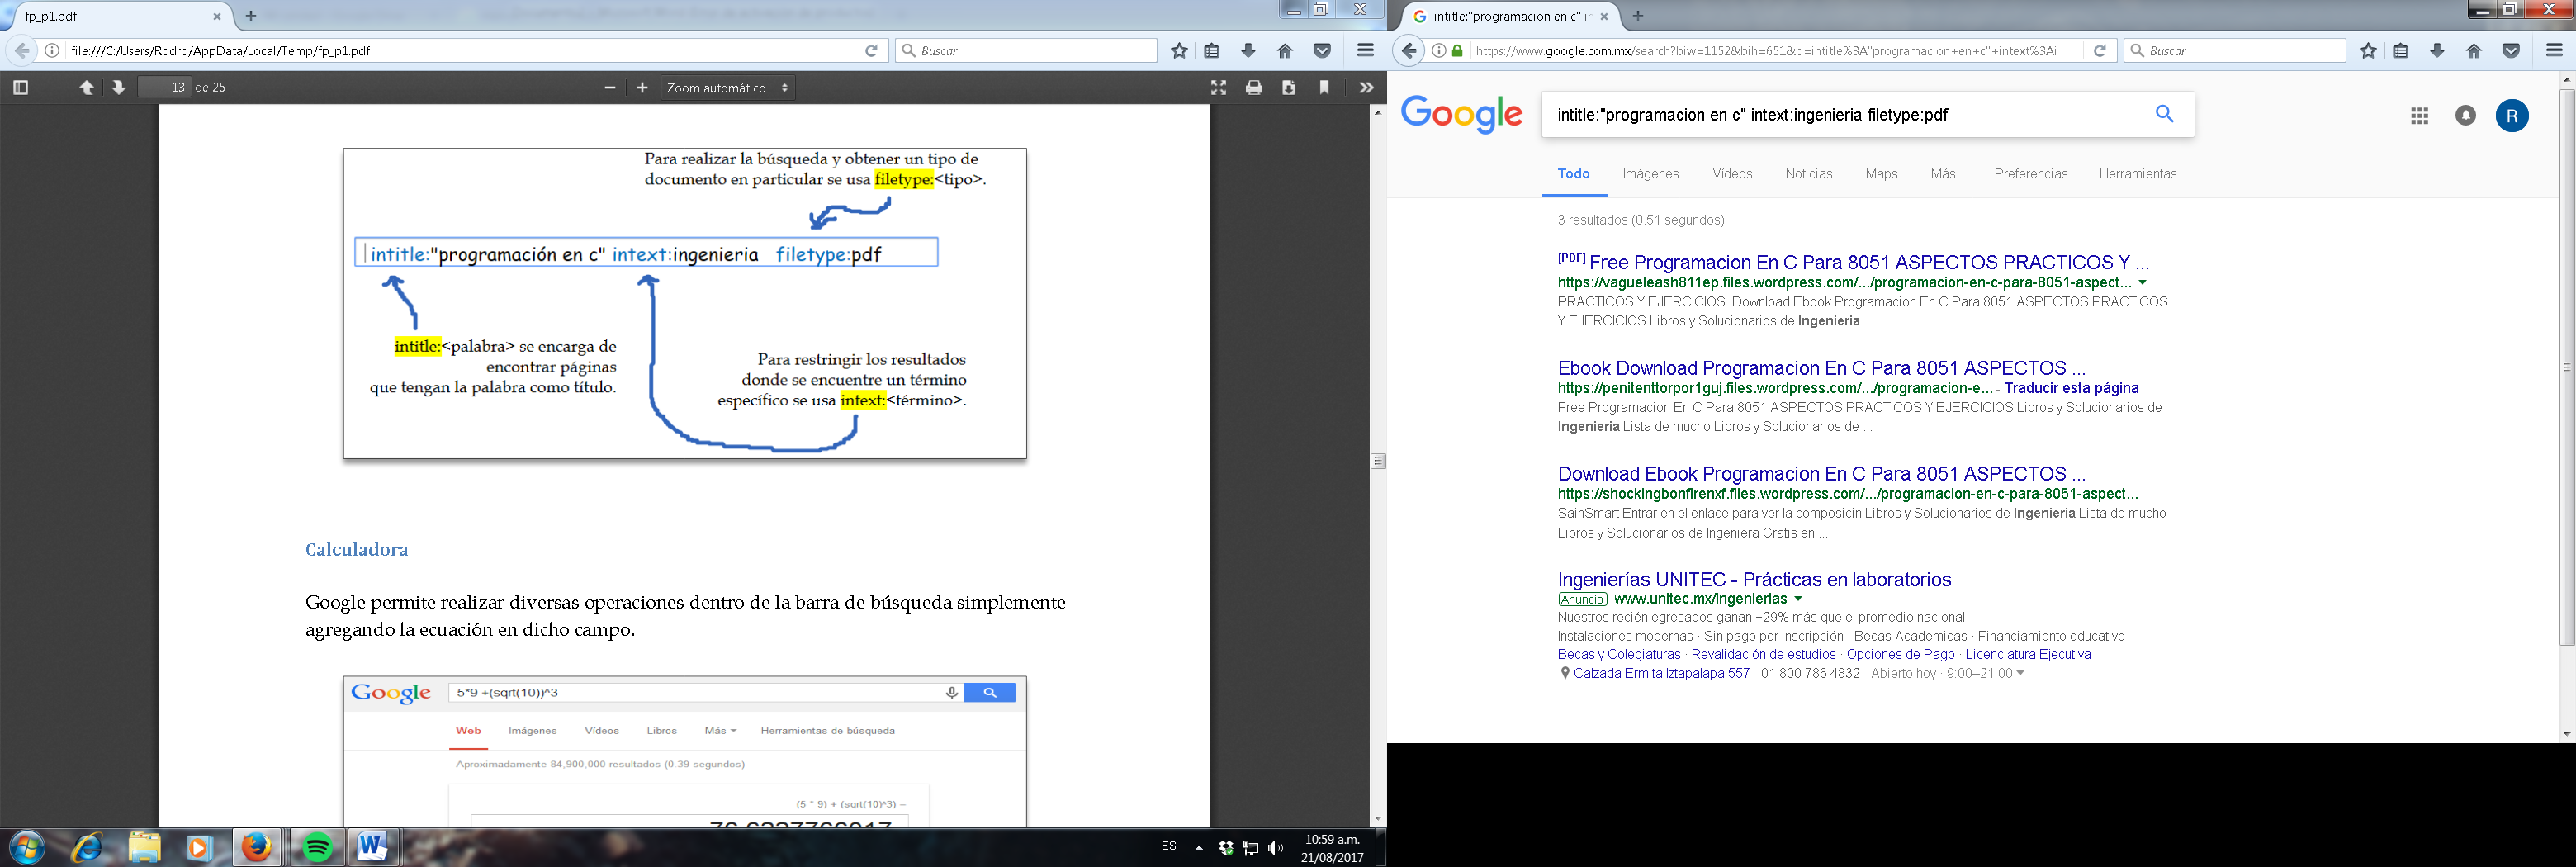 fp_p1.pdf
file:///C:/Users/Rodro/AppData/Local/Temp/fp_p1.pdf
Buscar
13 de 25
Zoom automático
Para realizar la búsqueda y obtener un tipo de
documento en particular se usa filetype:<tipo>.
intitle:"programación en c" intext:ingenieria filetype:pdf
intitle:<palabra> se encarga de
encontrar páginas
que tengan la palabra como título.
Para restringir los resultados
donde se encuentre un término
específico se usa intext:<término>.
Calculadora
Google permite realizar diversas operaciones dentro de la barra de búsqueda simplemente
agregando la ecuación en dicho campo.
Google 5*9 +(sqrt(10))^3
Web Imágenes Vídeos Libros Más Herramientas de búsqueda
Aproximadamente 84,900,000 resultados (0.39 segundos)
(5 * 9) + (sqrt(10)^3) =
ES
10:59 a.m.
21/08/2017
intitle:"programacion en c" in
https://www.google.com.mx/search?biw=1152&bih=651&q=intitle%3A"programacion+en+c"+intext%3Ai
Buscar
Google intitle:"programacion en c" intext:ingenieria filetype:pdf
R
Todo Imágenes Vídeos Noticias Maps Más Preferencias Herramientas
3 resultados (0.51 segundos)
[PDF] Free Programacion En C Para 8051 ASPECTOS PRACTICOS Y ...
https://vagueleash811ep.files.wordpress.com/.../programacion-en-c-para-8051-aspect...
PRACTICOS Y EJERCICIOS. Download Ebook Programacion En C Para 8051 ASPECTOS PRACTICOS
Y EJERCICIOS Libros y Solucionarios de Ingenieria.
Ebook Download Programacion En C Para 8051 ASPECTOS ...
https://penitenttorpor1guj.files.wordpress.com/.../programacion-e... - Traducir esta página
Free Programacion En C Para 8051 ASPECTOS PRACTICOS Y EJERCICIOS Libros y Solucionarios de
Ingenieria Lista de mucho Libros y Solucionarios de ...
Download Ebook Programacion En C Para 8051 ASPECTOS ...
https://shockingbonfirenxf.files.wordpress.com/.../programacion-en-c-para-8051-aspect...
SainSmart Entrar en el enlace para ver la composicin Libros y Solucionarios de Ingenieria Lista de mucho
Libros y Solucionarios de Ingeniera Gratis en ...
Ingenierías UNITEC - Prácticas en laboratorios
Anuncio www.unitec.mx/ingenierias
Nuestros recién egresados ganan +29% más que el promedio nacional
Instalaciones modernas · Sin pago por inscripción · Becas Académicas · Financiamiento educativo
Becas y Colegiaturas · Revalidación de estudios · Opciones de Pago · Licenciatura Ejecutiva
Calzada Ermita Iztapalapa 557 - 01 800 786 4832 - Abierto hoy · 9:00–21:00